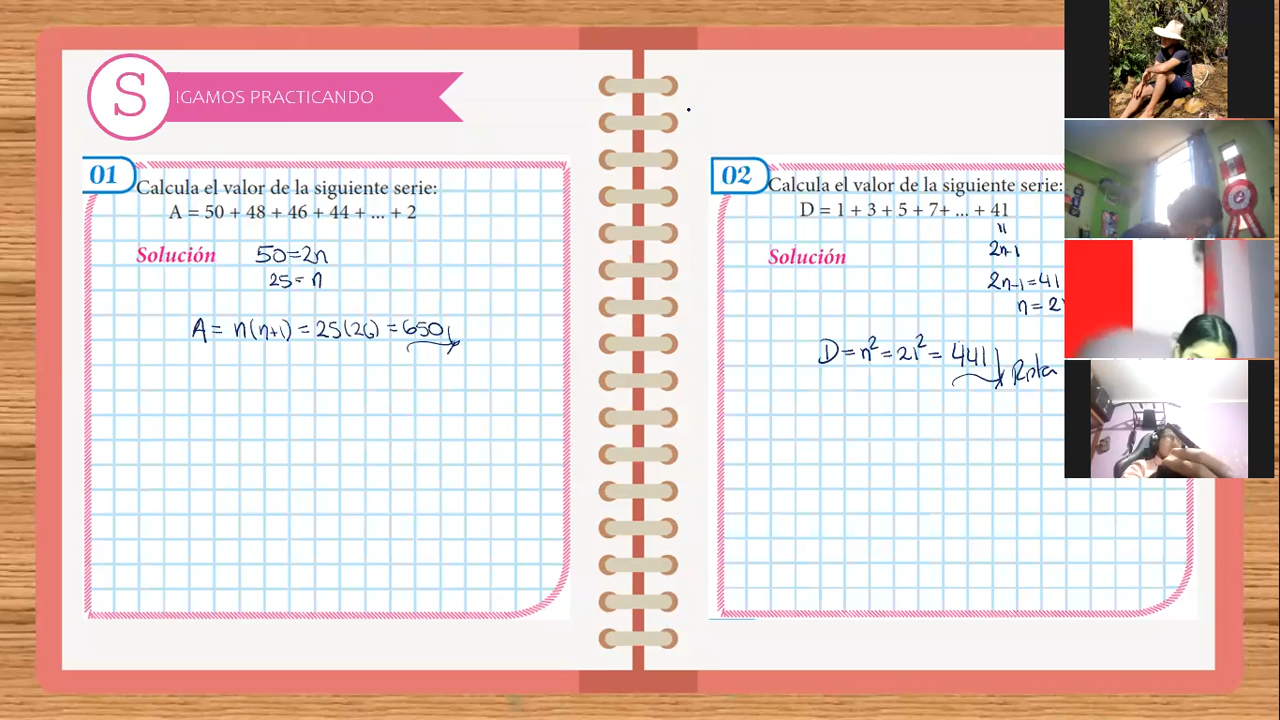 SIGAMOS PRACTICANDO
01
Calcula el valor de la siguiente serie:
A = 50 + 48 + 46 + 44 + ... + 2
Solución
50=2n
25=n
A= n(n+1) = 25(26) = 650
02
Calcula el valor de la siguiente serie:
D = 1 + 3 + 5 + 7+ ... + 41
Solución
"
2n-1
2n-1=41
n=2
D=n²=21²= 441
Rpta